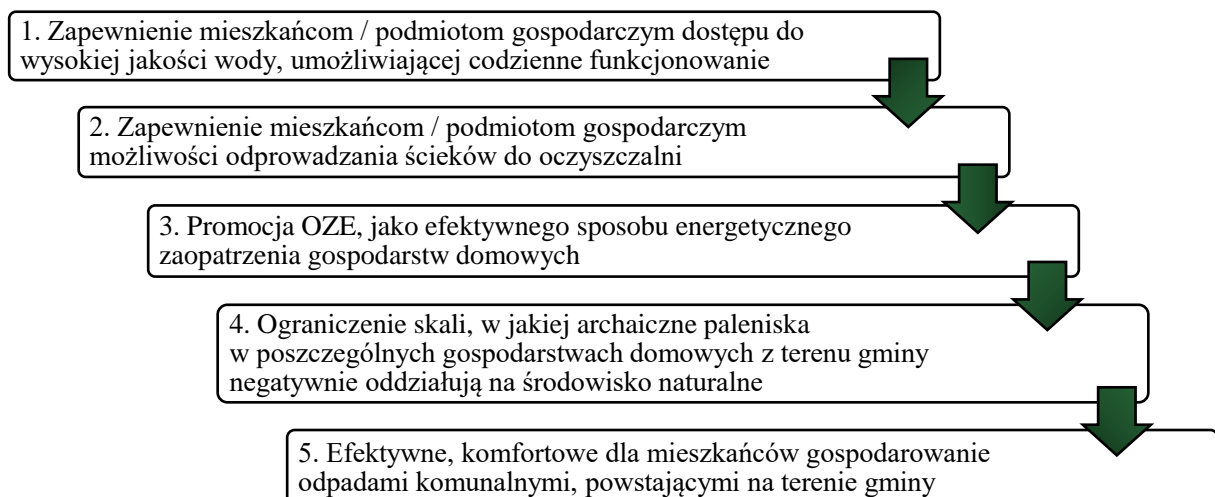 1. Zapewnienie mieszkańcom / podmiotom gospodarczym dostępu do
wysokiej jakości wody, umożliwiającej codzienne funkcjonowanie
2. Zapewnienie mieszkańcom / podmiotom gospodarczym
możliwości odprowadzania ścieków do oczyszczalni
3. Promocja OZE, jako efektywnego sposobu energetycznego
zaopatrzenia gospodarstw domowych
4. Ograniczenie skali, w jakiej archaiczne paleniska
w poszczególnych gospodarstwach domowych z terenu gminy
negatywnie oddziałują na środowisko naturalne
5. Efektywne, komfortowe dla mieszkańców gospodarowanie
odpadami komunalnymi, powstającymi na terenie gminy